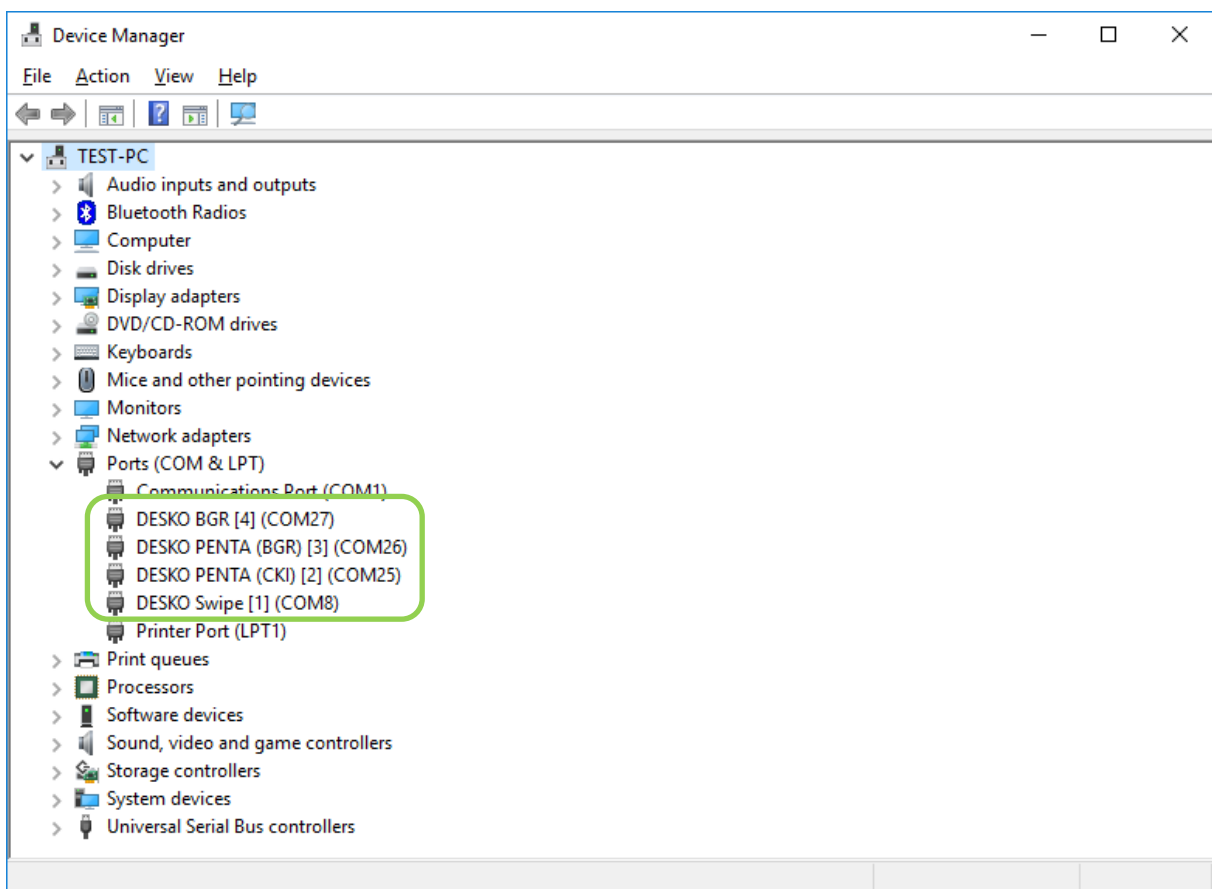 Device Manager
File Action View Help
TEST-PC
Audio inputs and outputs
Bluetooth Radios
Computer
Disk drives
Display adapters
DVD/CD-ROM drives
Keyboards
Mice and other pointing devices
Monitors
Network adapters
Ports (COM & LPT)
Communications Port (COM1)
DESKO BGR [4] (COM27)
DESKO PENTA (BGR) [3] (COM26)
DESKO PENTA (CKI) [2] (COM25)
DESKO Swipe [1] (COM8)
Printer Port (LPT1)
Print queues
Processors
Software devices
Sound, video and game controllers
Storage controllers
System devices
Universal Serial Bus controllers